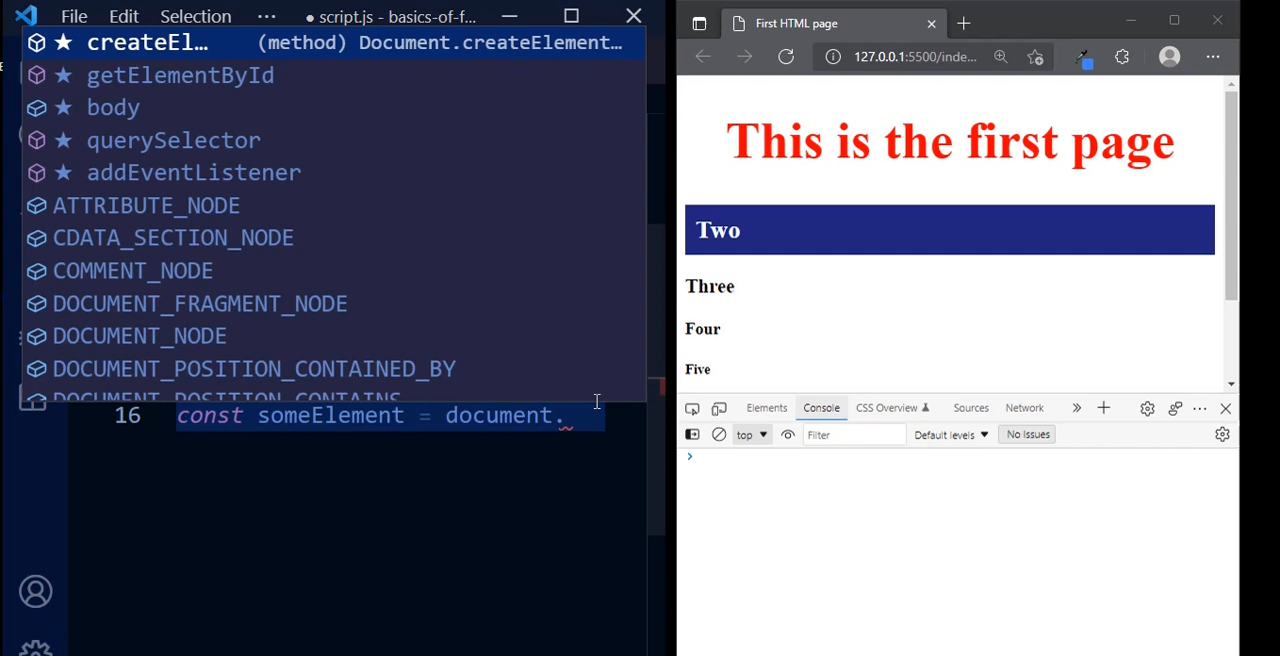 File Edit Selection ··· ● script.js - basics-of-f...
createEl... (method) Document.createElement...
getElementById
body
querySelector
addEventListener
ATTRIBUTE_NODE
CDATA_SECTION_NODE
COMMENT_NODE
DOCUMENT_FRAGMENT_NODE
DOCUMENT_NODE
DOCUMENT_POSITION_CONTAINED_BY
DOCUMENT_POSITION_CONTAINS
16 const someElement = document.
First HTML page
127.0.0.1:5500/inde...
This is the first page
Two
Three
Four
Five
Elements Console CSS Overview Sources Network
top Filter Default levels No Issues